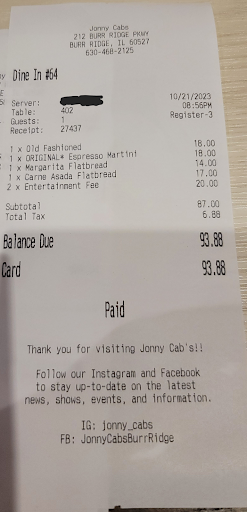 Jonny Cabs
212 BURR RIDGE PKWY
BURR RIDGE, IL 60527
630-468-2125
Dine In #64
10/21/2023
Server:
08:56PM
Table: 402
Register-3
Guests: 1
Receipt: 27437
1 x Old Fashioned 18.00
1 x ORIGINAL* Espresso Martini 18.00
1 x Margarita Flatbread 14.00
1 x Carne Asada Flatbread 17.00
2 x Entertainment Fee 20.00
Subtotal 87.00
Total Tax 6.88
Balance Due 93.88
Card 93.88
Paid
Thank you for visiting Jonny Cab's!!
Follow our Instagram and Facebook
to stay up-to-date on the latest
news, shows, events, and information.
IG: jonny_cabs
FB: JonnyCabsBurrRidge